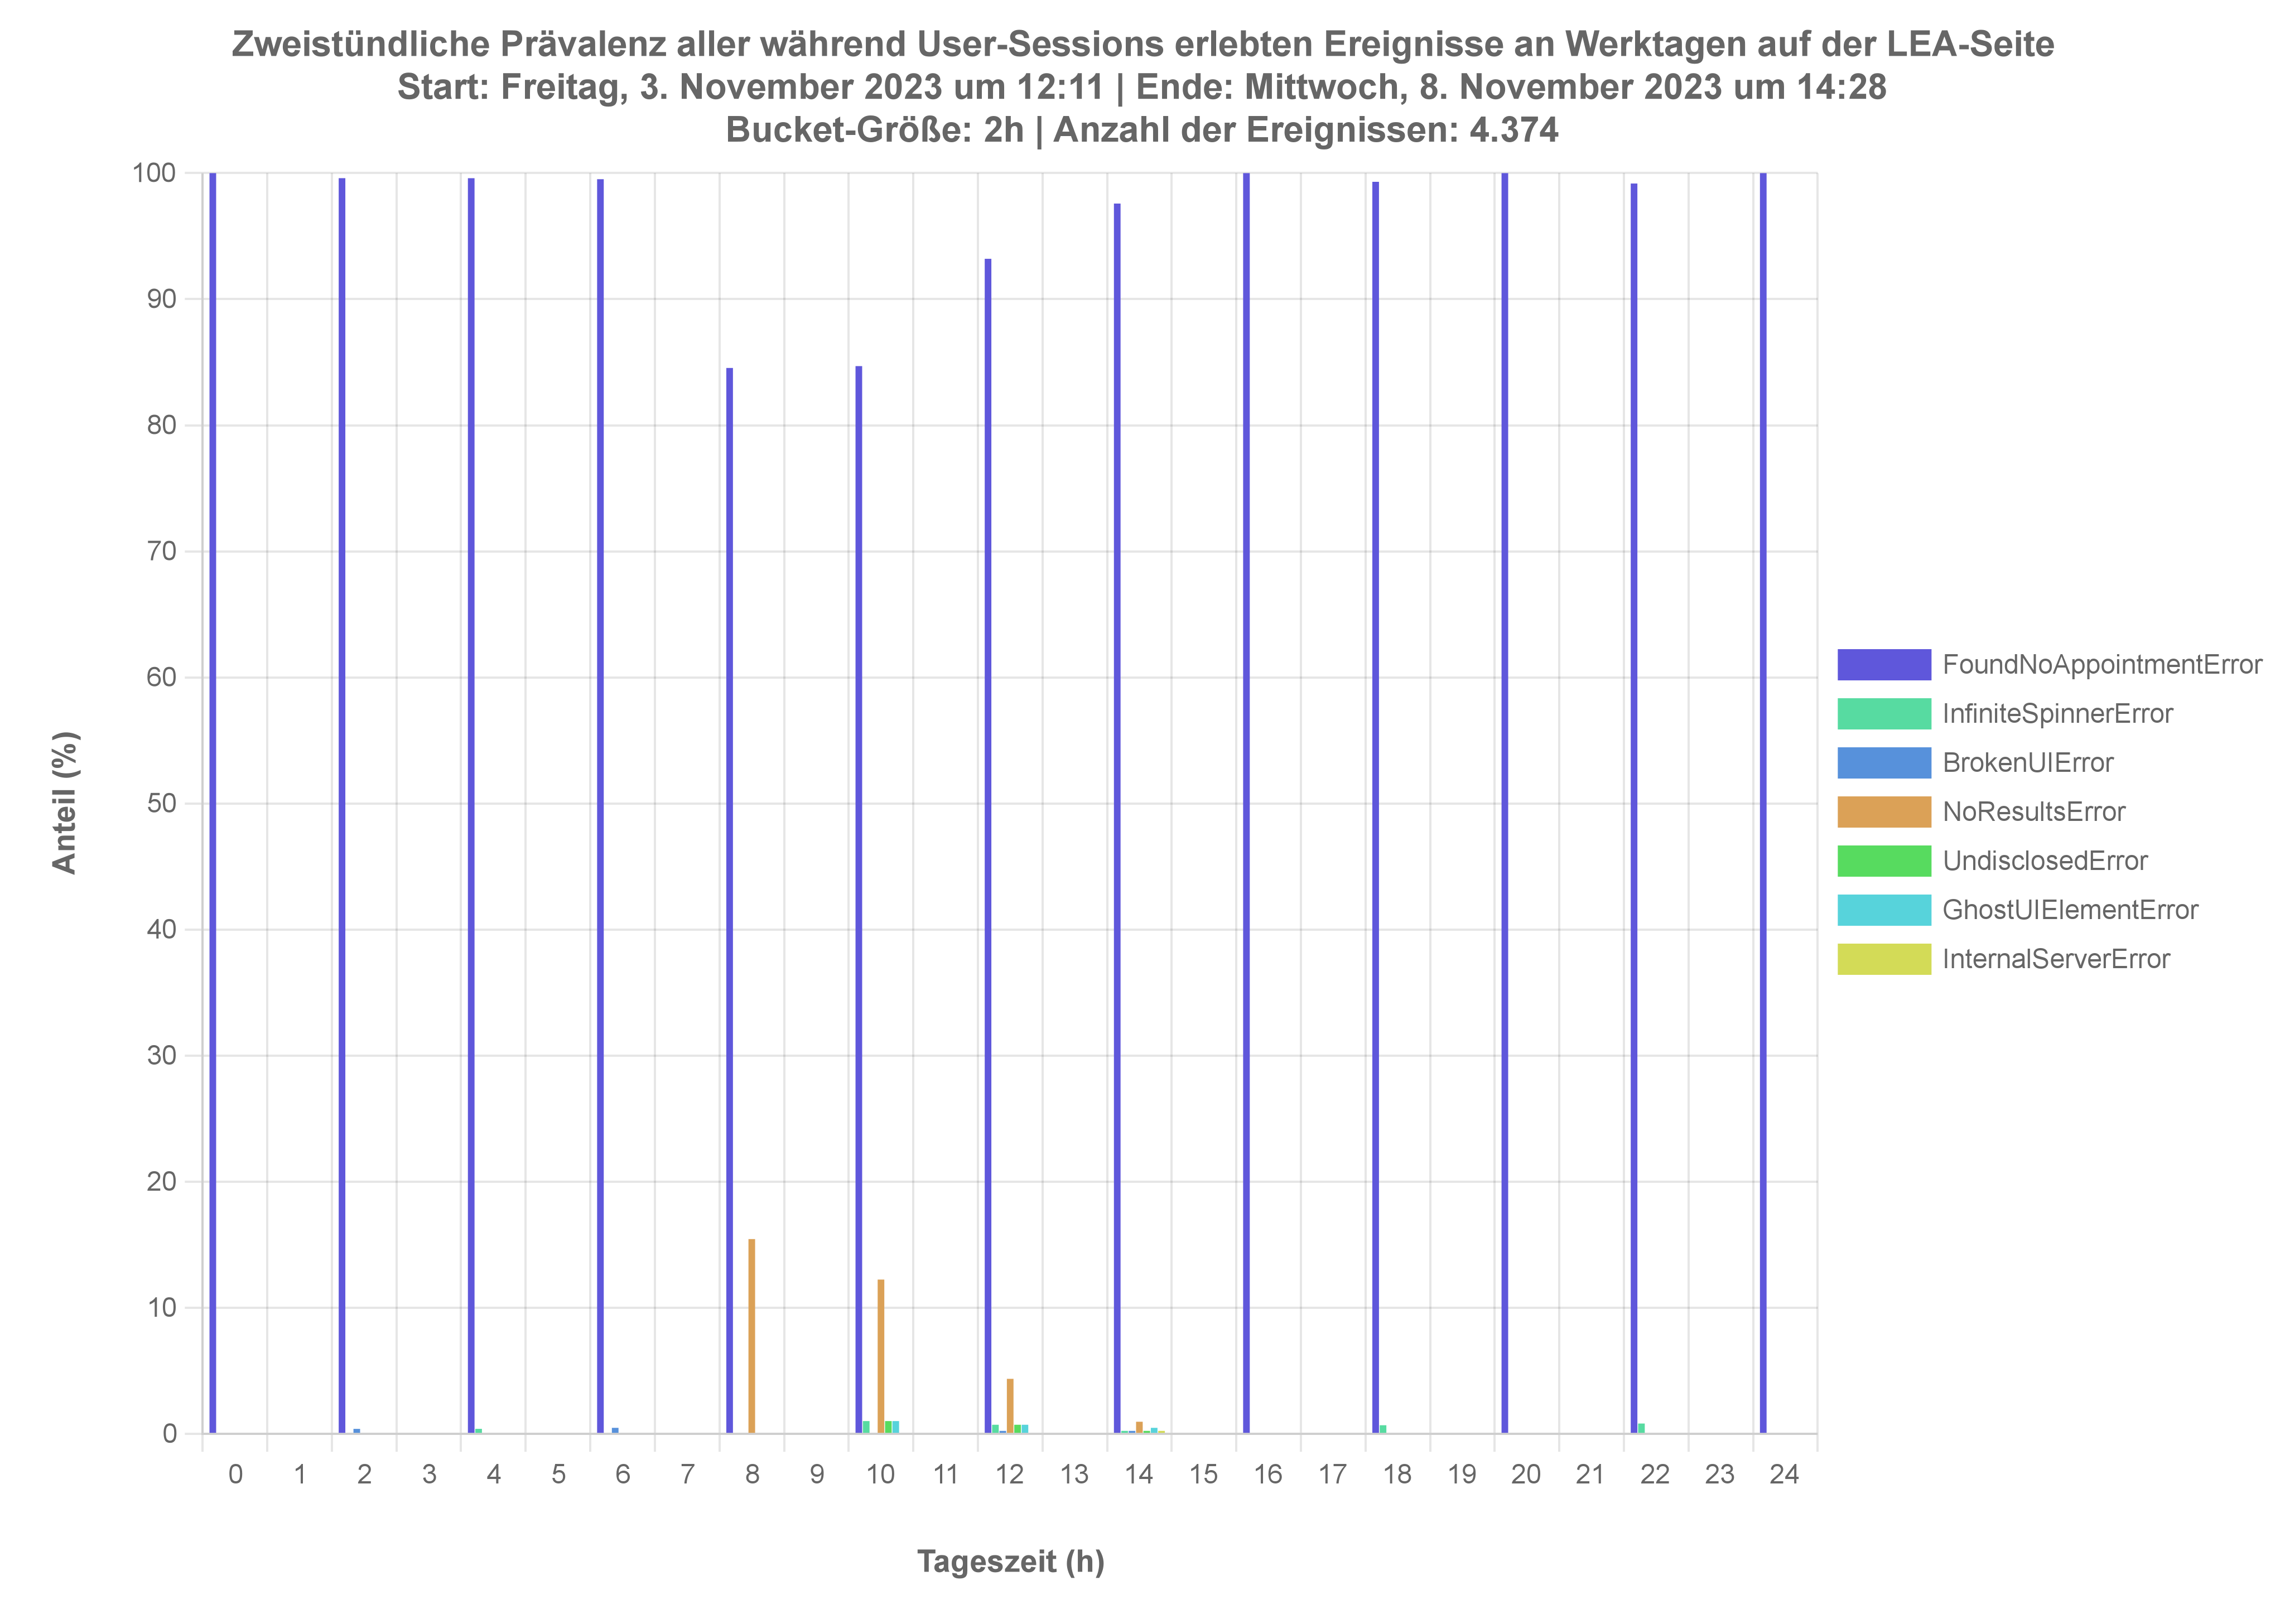 Zweistündliche Prävalenz aller während User-Sessions erlebten Ereignisse an Werktagen auf der LEA-Seite
Start: Freitag, 3. November 2023 um 12:11 | Ende: Mittwoch, 8. November 2023 um 14:28
Bucket-Größe: 2h | Anzahl der Ereignissen: 4.374
Anteil (%)
100
90
80
70
60
50
40
30
20
10
0
0 1 2 3 4 5 6 7 8 9 10 11 12 13 14 15 16 17 18 19 20 21 22 23 24
Tageszeit (h)
FoundNoAppointmentError
InfiniteSpinnerError
BrokenUIError
NoResultsError
UndisclosedError
GhostUIElementError
InternalServerError